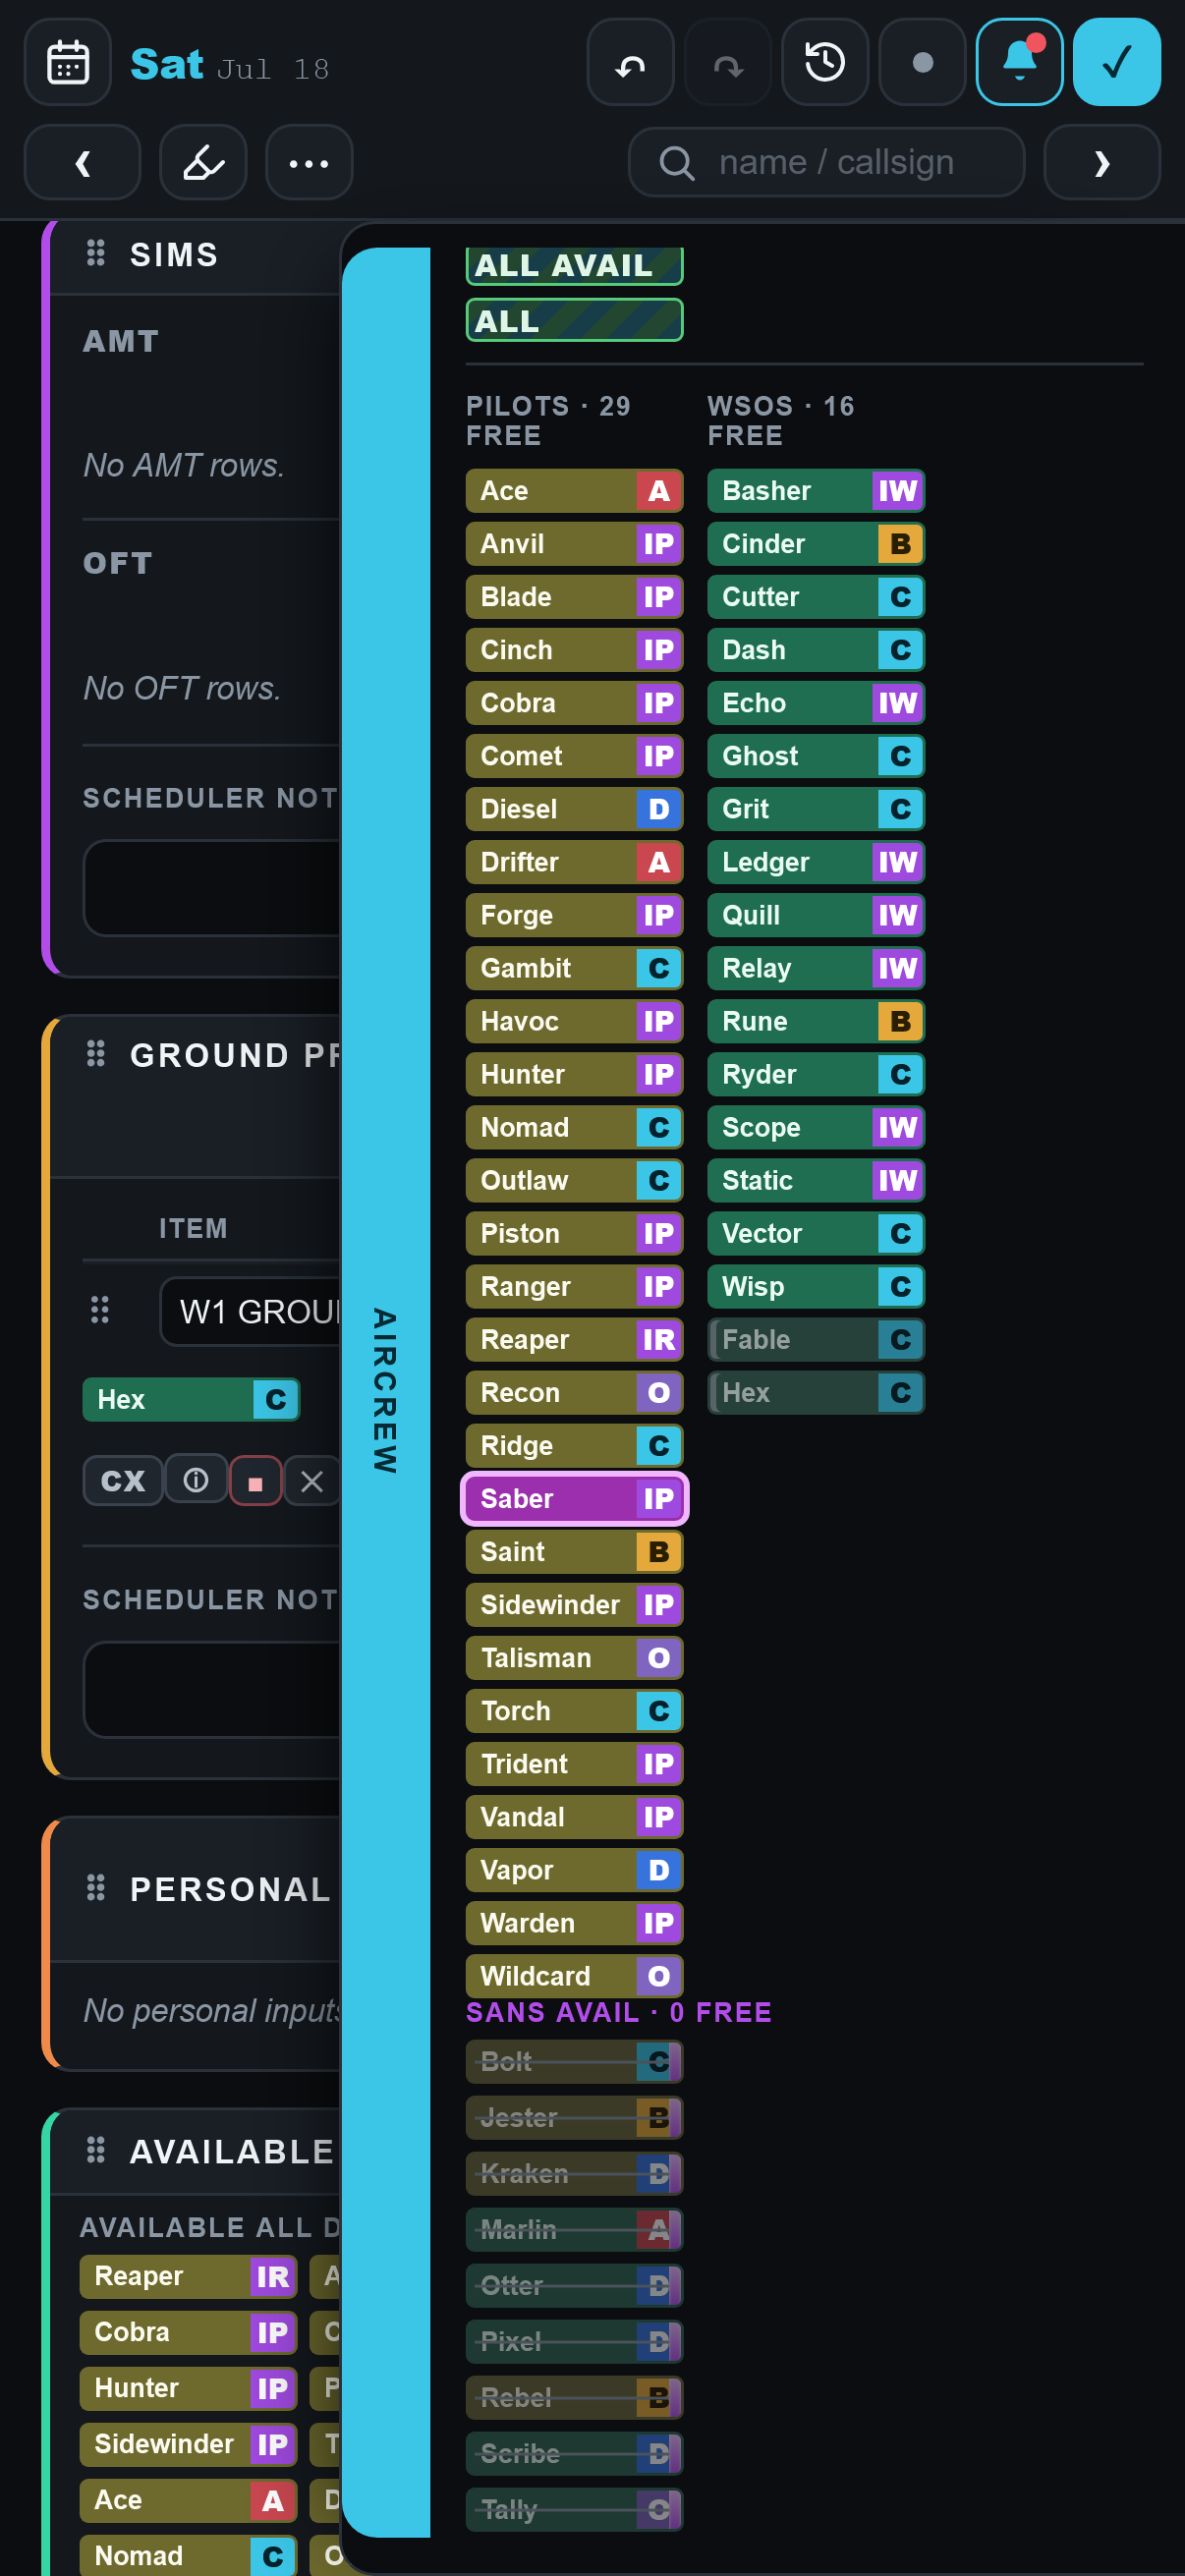 Sat Jul 18
name / callsign
SIMS
AMT
No AMT rows.
OFT
No OFT rows.
SCHEDULER NOT
GROUND PR
ITEM
W1 GROU
Hex C
CX
SCHEDULER NOT
PERSONAL
No personal inputs
AVAILABLE
AVAILABLE ALL D
Reaper IR
Cobra IP
Hunter IP
Sidewinder IP
Ace A
Nomad C
AIRCREW
ALL AVAIL
ALL
PILOTS · 29 FREE
Ace A
Anvil IP
Blade IP
Cinch IP
Cobra IP
Comet IP
Diesel D
Drifter A
Forge IP
Gambit C
Havoc IP
Hunter IP
Nomad C
Outlaw C
Piston IP
Ranger IP
Reaper IR
Recon O
Ridge C
Saber IP
Saint B
Sidewinder IP
Talisman O
Torch C
Trident IP
Vandal IP
Vapor D
Warden IP
Wildcard O
WSOS · 16 FREE
Basher IW
Cinder B
Cutter C
Dash C
Echo IW
Ghost C
Grit C
Ledger IW
Quill IW
Relay IW
Rune B
Ryder C
Scope IW
Static IW
Vector C
Wisp C
Fable C
Hex C
SANS AVAIL · 0 FREE
Bolt C
Jester B
Kraken D
Marlin A
Otter D
Pixel D
Rebel B
Scribe D
Tally